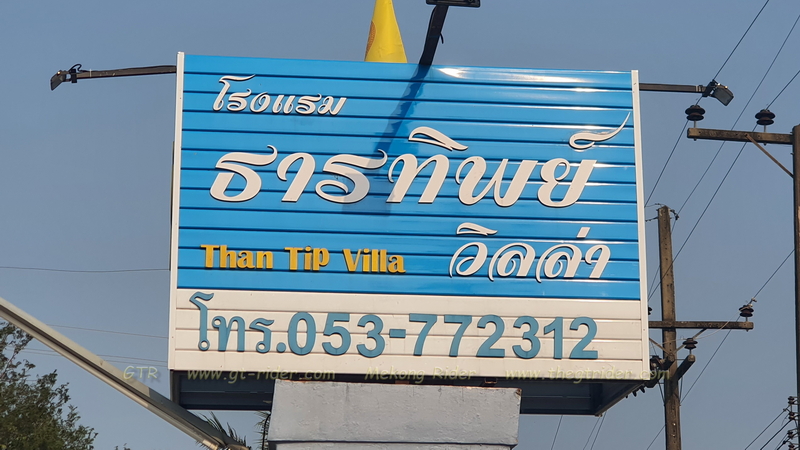 โรงแรม
ธารทิพย์
Than Tip Villa วิลล่า
โทร.053-772312
GTR www.gt-rider.com Mekong Rider www.thegtrider.com